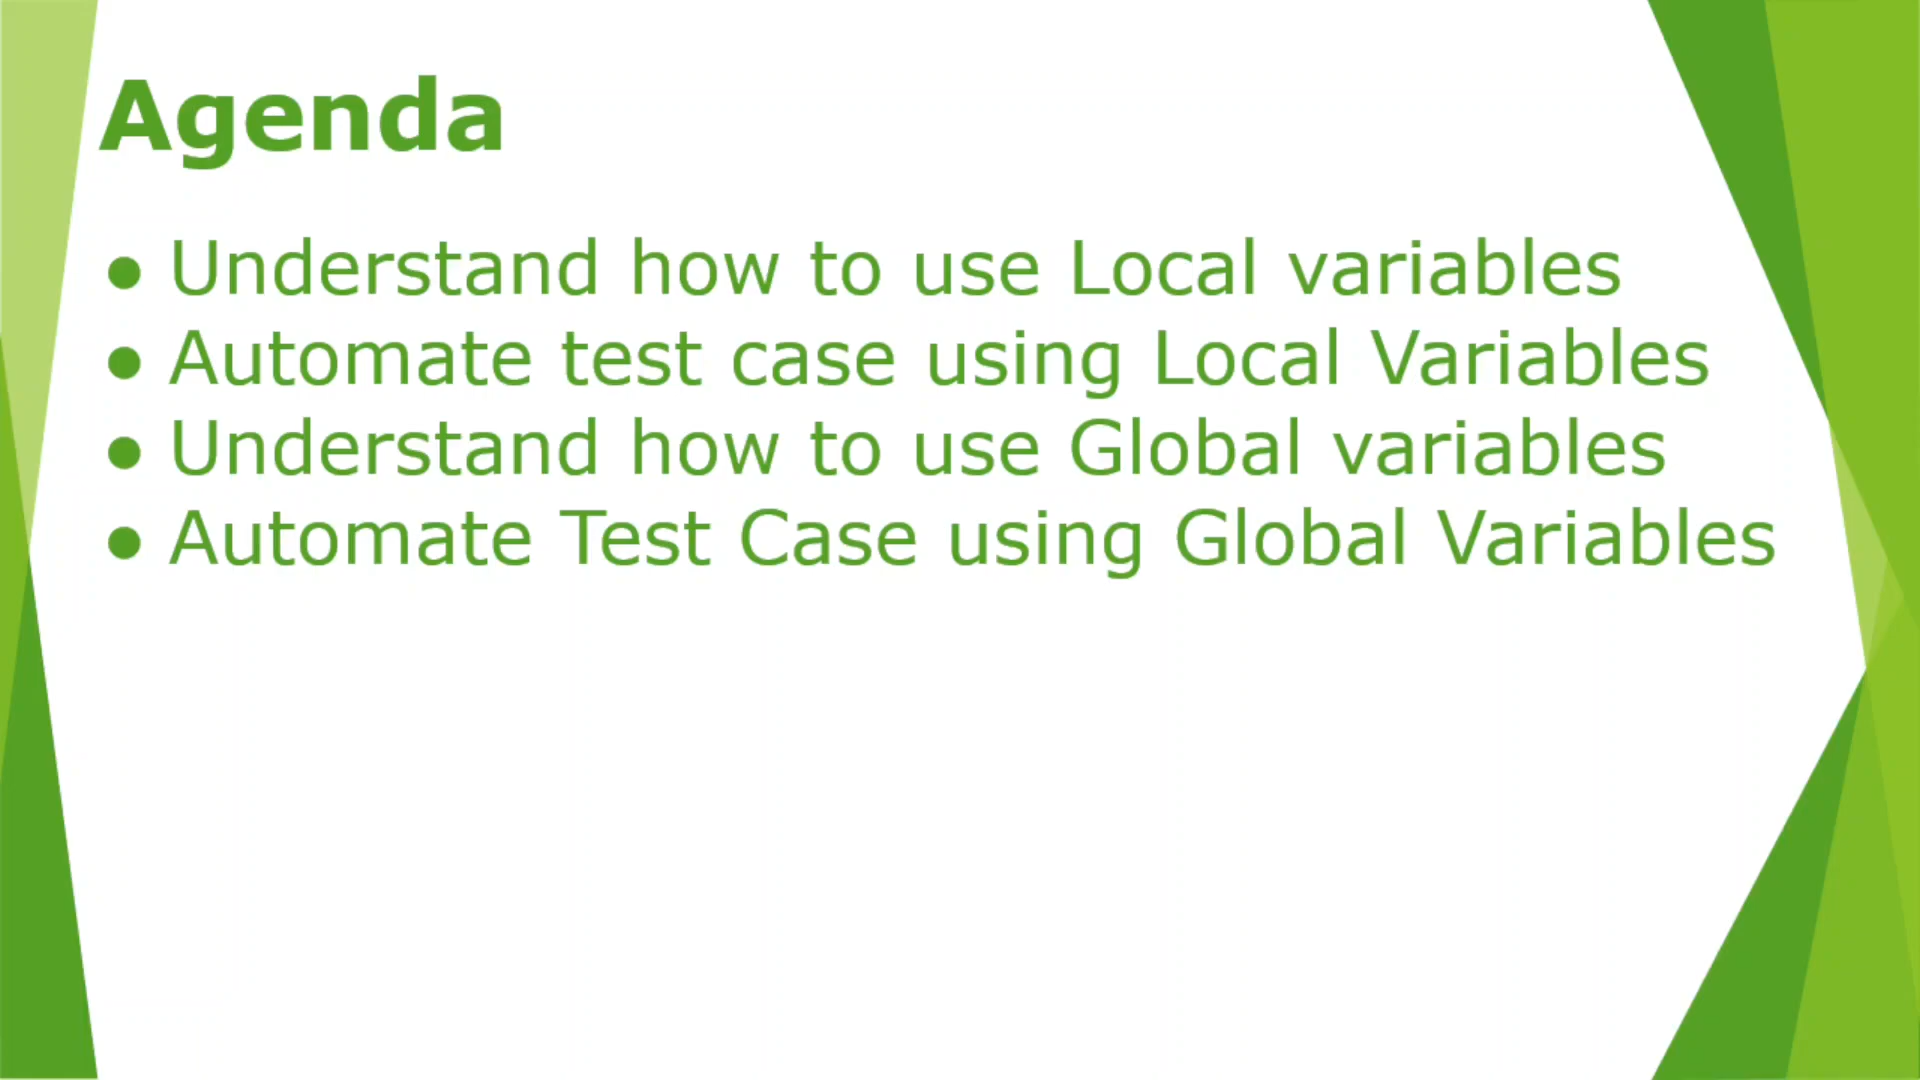 Agenda
● Understand how to use Local variables
● Automate test case using Local Variables
● Understand how to use Global variables
● Automate Test Case using Global Variables